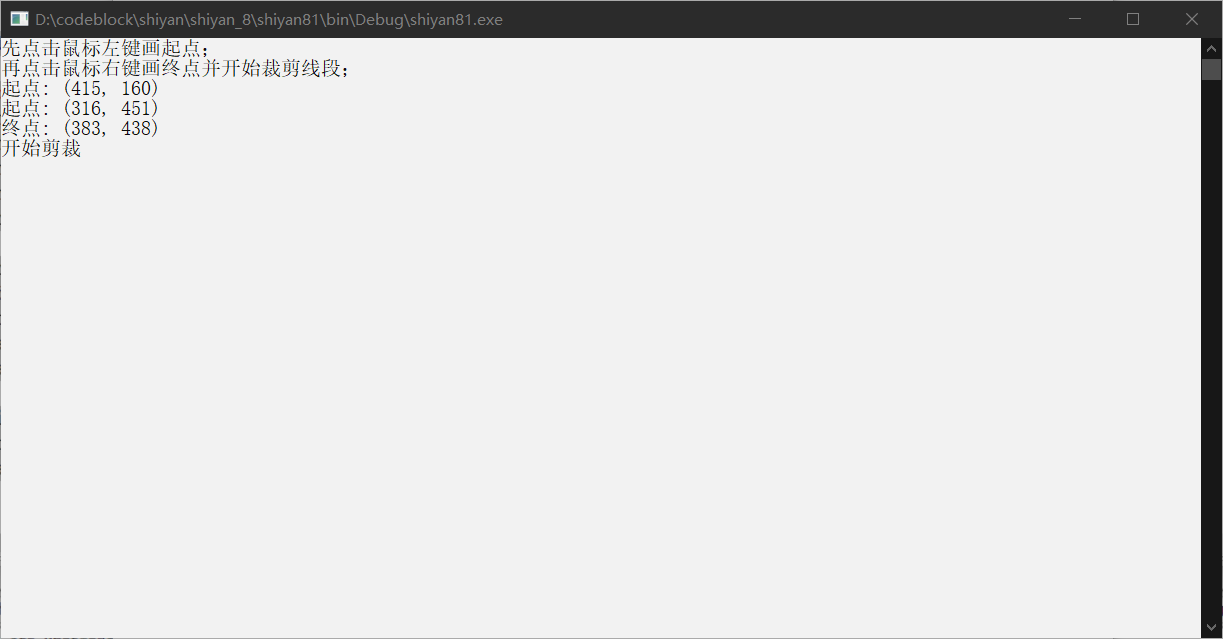 D:\codeblock\shiyan\shiyan_8\shiyan81\bin\Debug\shiyan81.exe
先点击鼠标左键画起点；
再点击鼠标右键画终点并开始裁剪线段；
起点：(415, 160)
起点：(316, 451)
终点：(383, 438)
开始剪裁